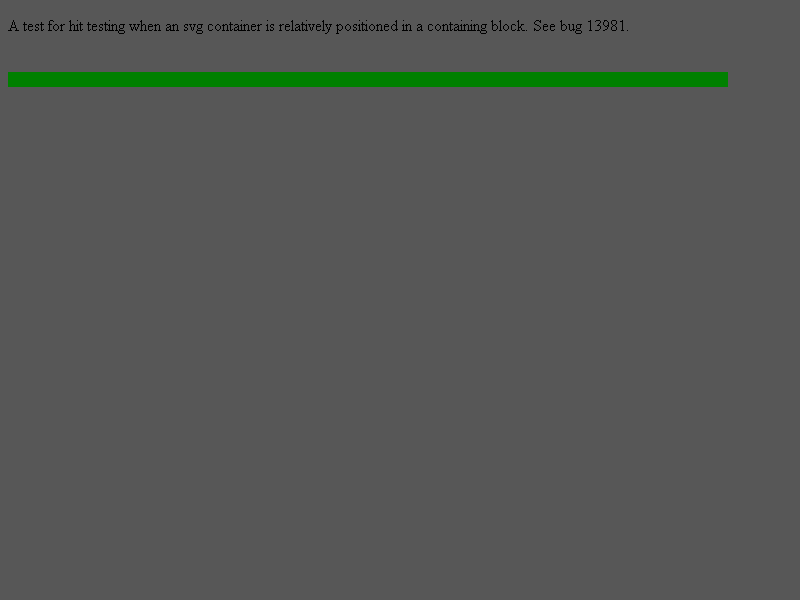 A test for hit testing when an svg container is relatively positioned in a containing block. See bug 13981.